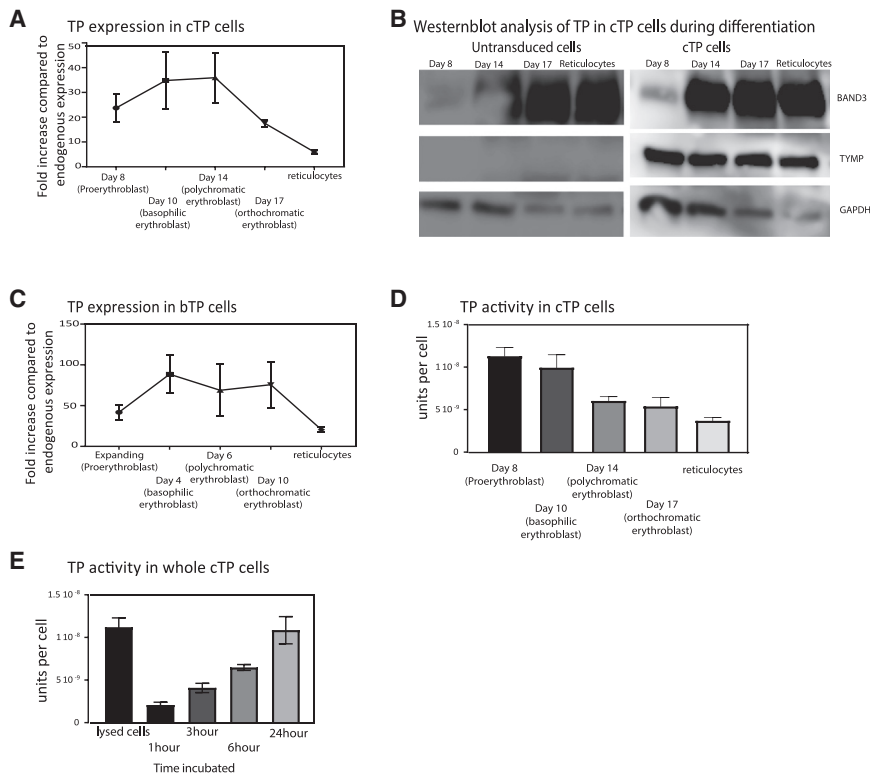 A
TP expression in cTP cells
Fold increase compared to
endogenous expression
50
40
30
20
10
0
Day 8
(Proerythroblast)
Day 10
(basophilic
erythroblast)
Day 14
(polychromatic
erythroblast)
Day 17
(orthochromatic
erythroblast)
reticulocytes
B
Westernblot analysis of TP in cTP cells during differentiation
Untransduced cells
cTP cells
Day 8 Day 14 Day 17 Reticulocytes
Day 8 Day 14 Day 17 Reticulocytes
BAND3
TYMP
GAPDH
C
TP expression in bTP cells
Fold increase compared to
endogenous expression
150
100
50
0
Expanding
(Proerythroblast)
Day 4
(basophilic
erythroblast)
Day 6
(polychromatic
erythroblast)
Day 10
(orthochromatic
erythroblast)
reticulocytes
D
TP activity in cTP cells
units per cell
1.5 10⁻⁸
1 10⁻⁸
5 10⁻⁹
0
Day 8
(Proerythroblast)
Day 10
(basophilic
erythroblast)
Day 14
(polychromatic
erythroblast)
Day 17
(orthochromatic
erythroblast)
reticulocytes
E
TP activity in whole cTP cells
units per cell
1.5 10⁻⁸
1 10⁻⁸
5 10⁻⁹
0
lysed cells
1hour
3hour
6hour
24hour
Time incubated